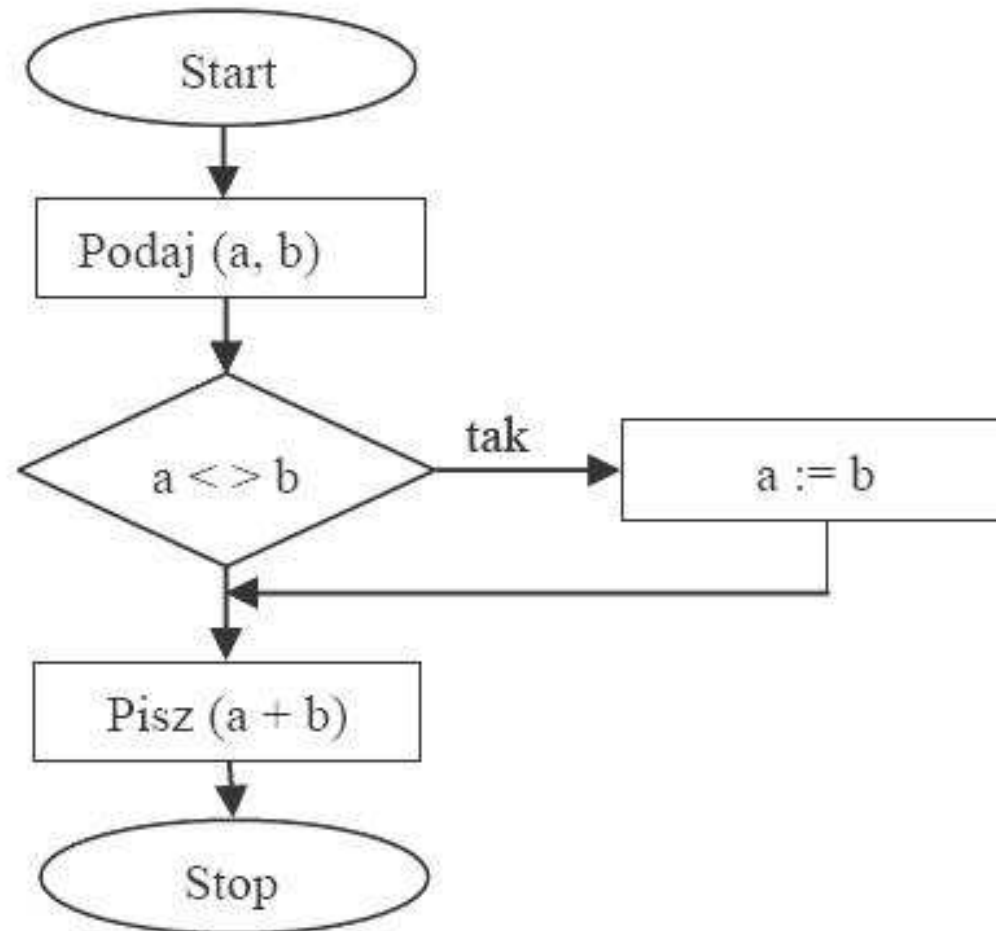 Start
Podaj (a, b)
a < > b
tak
a := b
Pisz (a + b)
Stop